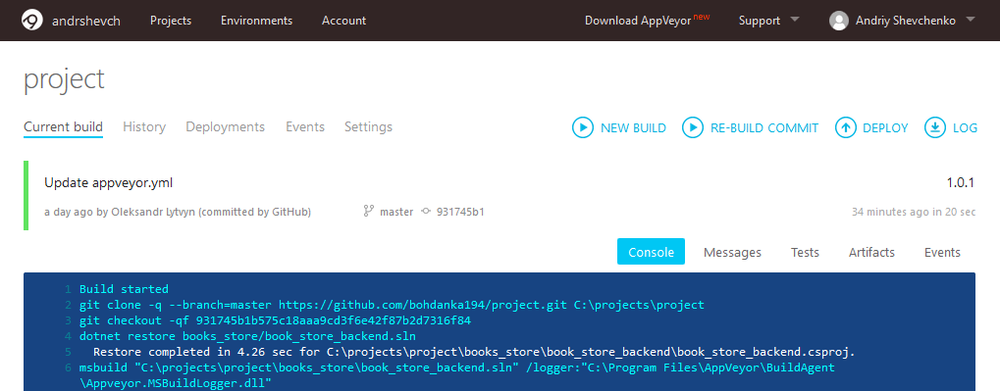 andrshevch Projects Environments Account Download AppVeyor new Support Andriy Shevchenko
project
Current build History Deployments Events Settings NEW BUILD RE-BUILD COMMIT DEPLOY LOG
Update appveyor.yml 1.0.1
a day ago by Oleksandr Lytvyn (committed by GitHub) master 931745b1 34 minutes ago in 20 sec
Console Messages Tests Artifacts Events
1 Build started
2 git clone -q --branch=master https://github.com/bohdanka194/project.git C:\projects\project
3 git checkout -qf 931745b1b575c18aaa9cd3f6e42f87b2d7316f84
4 dotnet restore books_store/book_store_backend.sln
5 Restore completed in 4.26 sec for C:\projects\project\books_store\book_store_backend\book_store_backend.csproj.
6 msbuild "C:\projects\project\books_store\book_store_backend.sln" /logger:"C:\Program Files\AppVeyor\BuildAgent
\Appveyor.MSBuildLogger.dll"